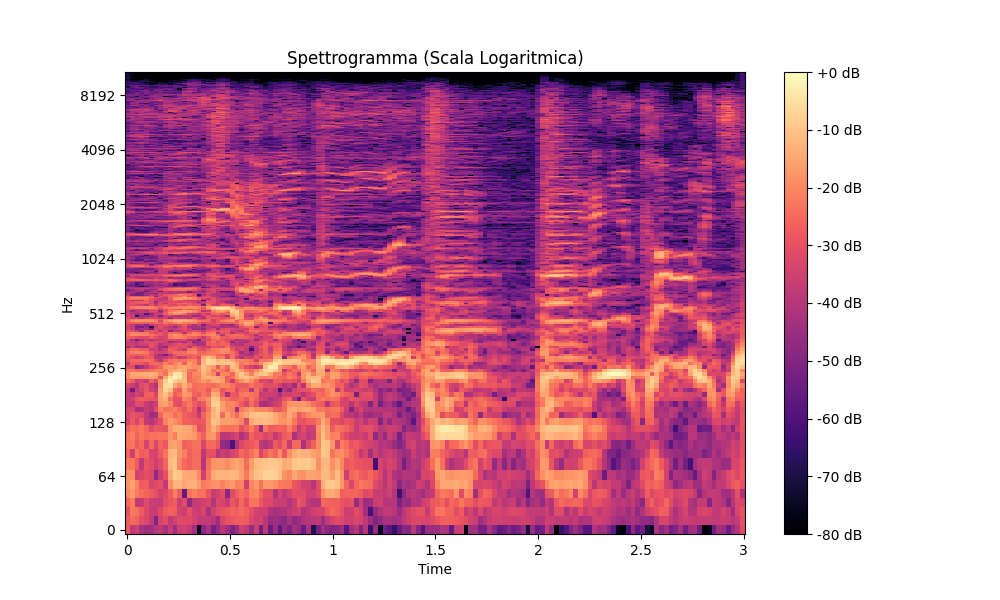 Spettrogramma (Scala Logaritmica)
8192
4096
2048
1024
512
256
128
64
0
Hz
0
0.5
1
1.5
2
2.5
3
Time
+0 dB
-10 dB
-20 dB
-30 dB
-40 dB
-50 dB
-60 dB
-70 dB
-80 dB